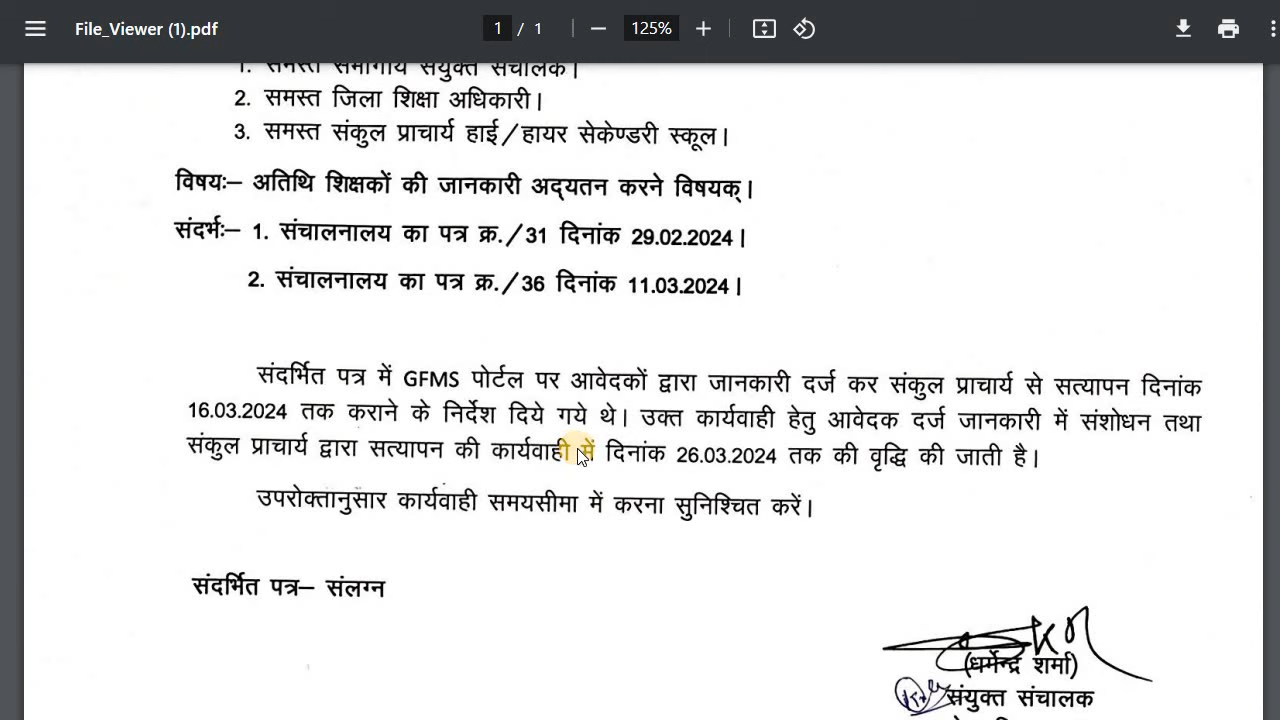 File_Viewer (1).pdf
1 / 1
125%
1. समस्त संभागीय संयुक्त संचालक।
2. समस्त जिला शिक्षा अधिकारी।
3. समस्त संकुल प्राचार्य हाई/हायर सेकेण्डरी स्कूल।
विषयः– अतिथि शिक्षकों की जानकारी अद्यतन करने विषयक्।
संदर्भः– 1. संचालनालय का पत्र क्र./31 दिनांक 29.02.2024।
2. संचालनालय का पत्र क्र./36 दिनांक 11.03.2024।
संदर्भित पत्र में GFMS पोर्टल पर आवेदकों द्वारा जानकारी दर्ज कर संकुल प्राचार्य से सत्यापन दिनांक
16.03.2024 तक कराने के निर्देश दिये गये थे। उक्त कार्यवाही हेतु आवेदक दर्ज जानकारी में संशोधन तथा
संकुल प्राचार्य द्वारा सत्यापन की कार्यवाही में दिनांक 26.03.2024 तक की वृद्धि की जाती है।
उपरोक्तानुसार कार्यवाही समयसीमा में करना सुनिश्चित करें।
संदर्भित पत्र– संलग्न
(धर्मेन्द्र शर्मा)
संयुक्त संचालक